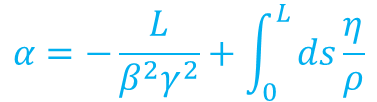 α = − L / β²γ² + ∫₀ᴸ ds η / ρ